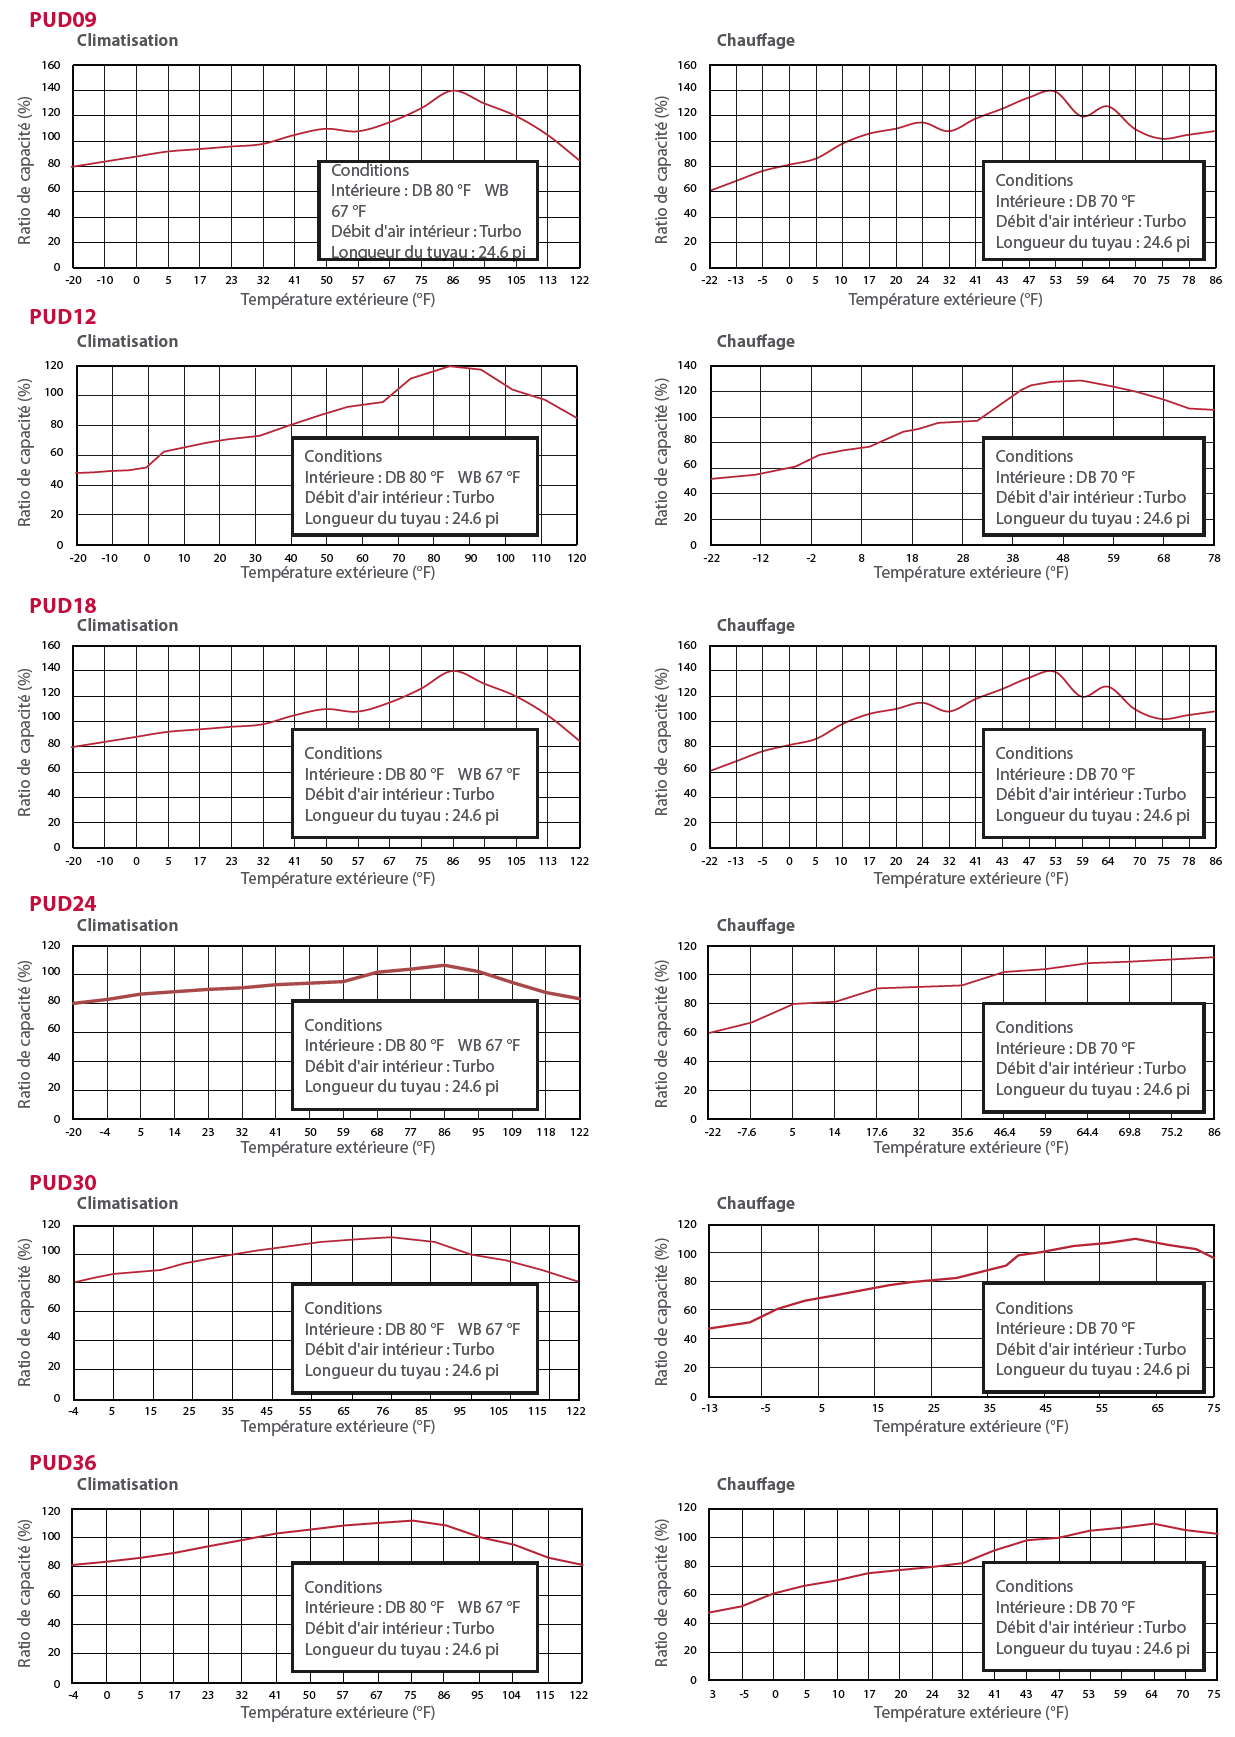 PUD09
Climatisation
Ratio de capacité (%)
160
140
120
100
80
60
40
20
0
Conditions
Intérieure : DB 80 °F WB
67 °F
Débit d'air intérieur : Turbo
Longueur du tuyau : 24.6 pi
-20 -10 0 5 17 23 32 41 50 57 75 86 95 105 113 122
Température extérieure (°F)
Chauffage
Ratio de capacité (%)
160
140
120
100
80
60
40
20
0
Conditions
Intérieure : DB 70 °F
Débit d'air intérieur : Turbo
Longueur du tuyau : 24.6 pi
-22 -13 -5 0 5 10 17 20 24 32 41 43 47 53 59 64 70 75 78 86
Température extérieure (°F)
PUD12
Climatisation
Ratio de capacité (%)
120
100
80
60
40
20
0
Conditions
Intérieure : DB 80 °F WB 67 °F
Débit d'air intérieur : Turbo
Longueur du tuyau : 24.6 pi
-20 -10 0 10 20 30 40 50 60 70 80 90 100 110 120
Température extérieure (°F)
Chauffage
Ratio de capacité (%)
140
120
100
80
60
40
20
0
Conditions
Intérieure : DB 70 °F
Débit d'air intérieur : Turbo
Longueur du tuyau : 24.6 pi
-22 -12 -2 8 18 28 38 48 59 68 78
Température extérieure (°F)
PUD18
Climatisation
Ratio de capacité (%)
160
140
120
100
80
60
40
20
0
Conditions
Intérieure : DB 80 °F WB 67 °F
Débit d'air intérieur : Turbo
Longueur du tuyau : 24.6 pi
-20 -10 0 5 17 23 32 41 50 57 67 75 86 95 105 113 122
Température extérieure (°F)
Chauffage
Ratio de capacité (%)
160
140
120
100
80
60
40
20
0
Conditions
Intérieure : DB 70 °F
Débit d'air intérieur : Turbo
Longueur du tuyau : 24.6 pi
-22 -13 -5 0 5 10 17 20 24 32 41 43 47 53 59 64 70 75 78 86
Température extérieure (°F)
PUD24
Climatisation
Ratio de capacité (%)
120
100
80
60
40
20
0
Conditions
Intérieure : DB 80 °F WB 67 °F
Débit d'air intérieur : Turbo
Longueur du tuyau : 24.6 pi
-20 -4 5 14 23 32 41 50 59 68 77 86 95 109 118 122
Température extérieure (°F)
Chauffage
Ratio de capacité (%)
120
100
80
60
40
20
0
Conditions
Intérieure : DB 70 °F
Débit d'air intérieur : Turbo
Longueur du tuyau : 24.6 pi
-22 -7.6 5 14 17.6 32 35.6 46.4 59 64.4 69.8 75.2 86
Température extérieure (°F)
PUD30
Climatisation
Ratio de capacité (%)
120
100
80
60
40
20
0
Conditions
Intérieure : DB 80 °F WB 67 °F
Débit d'air intérieur : Turbo
Longueur du tuyau : 24.6 pi
-4 5 15 25 35 45 55 65 76 86 95 105 115 122
Température extérieure (°F)
Chauffage
Ratio de capacité (%)
120
100
80
60
40
20
0
Conditions
Intérieure : DB 70 °F
Débit d'air intérieur : Turbo
Longueur du tuyau : 24.6 pi
-13 -5 5 15 25 35 45 55 65 75
Température extérieure (°F)
PUD36
Climatisation
Ratio de capacité (%)
120
100
80
60
40
20
0
Conditions
Intérieure : DB 80 °F WB 67 °F
Débit d'air intérieur : Turbo
Longueur du tuyau : 24.6 pi
-4 0 5 17 23 32 41 50 57 67 75 86 95 104 115 122
Température extérieure (°F)
Chauffage
Ratio de capacité (%)
120
100
80
60
40
20
0
Conditions
Intérieure : DB 70 °F
Débit d'air intérieur : Turbo
Longueur du tuyau : 24.6 pi
3 -5 0 5 10 17 20 24 32 41 43 47 53 59 64 70 75
Température extérieure (°F)